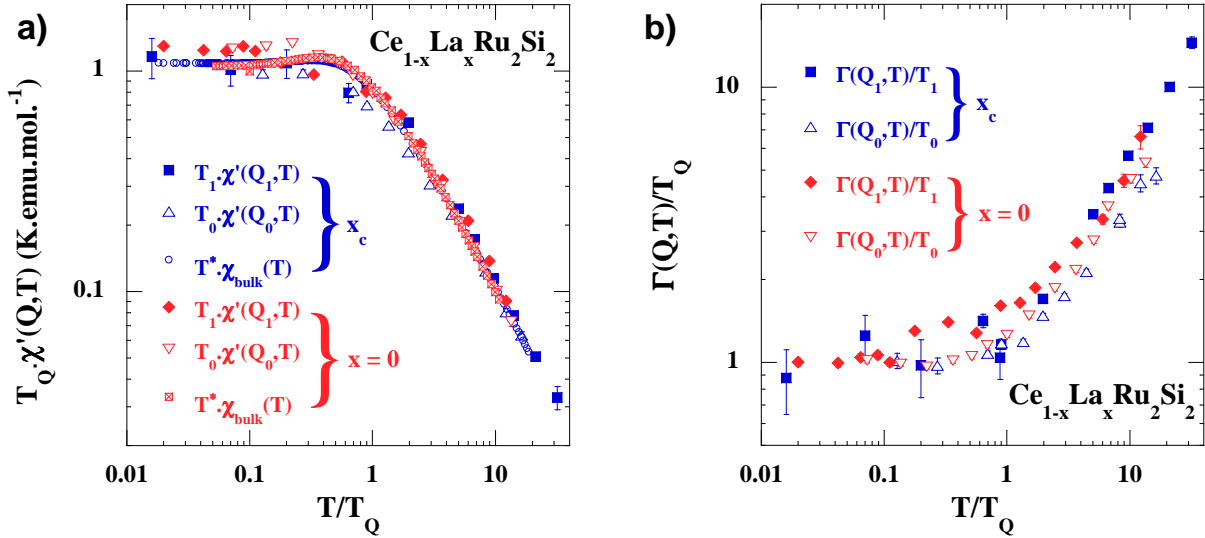 a)
Ce1-xLaxRu2Si2
1
0.1
TQ.χ'(Q,T) (K.emu.mol.-1)
T1.χ'(Q1,T)
T0.χ'(Q0,T)
T*.χbulk(T)
xc
T1.χ'(Q1,T)
T0.χ'(Q0,T)
T*.χbulk(T)
x = 0
0.01
0.1
1
10
T/TQ
b)
10
1
Γ(Q,T)/TQ
Γ(Q1,T)/T1
Γ(Q0,T)/T0
xc
Γ(Q1,T)/T1
Γ(Q0,T)/T0
x = 0
Ce1-xLaxRu2Si2
0.01
0.1
1
10
T/TQ